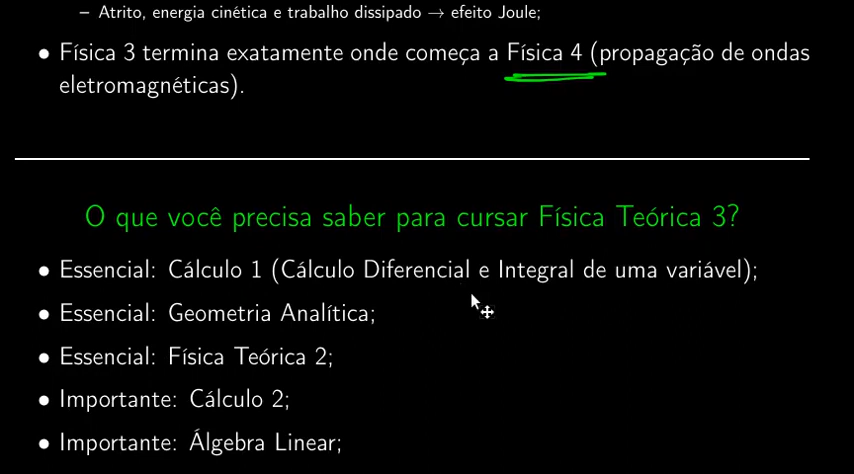 – Atrito, energia cinética e trabalho dissipado → efeito Joule;
• Física 3 termina exatamente onde começa a Física 4 (propagação de ondas
eletromagnéticas).
O que você precisa saber para cursar Física Teórica 3?
• Essencial: Cálculo 1 (Cálculo Diferencial e Integral de uma variável);
• Essencial: Geometria Analítica;
• Essencial: Física Teórica 2;
• Importante: Cálculo 2;
• Importante: Álgebra Linear;